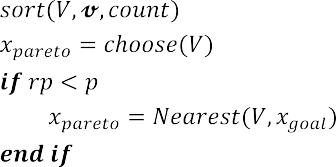 sort(V, 𝒗, count)
x_pareto = choose(V)
if rp < p
x_pareto = Nearest(V, x_goal)
end if